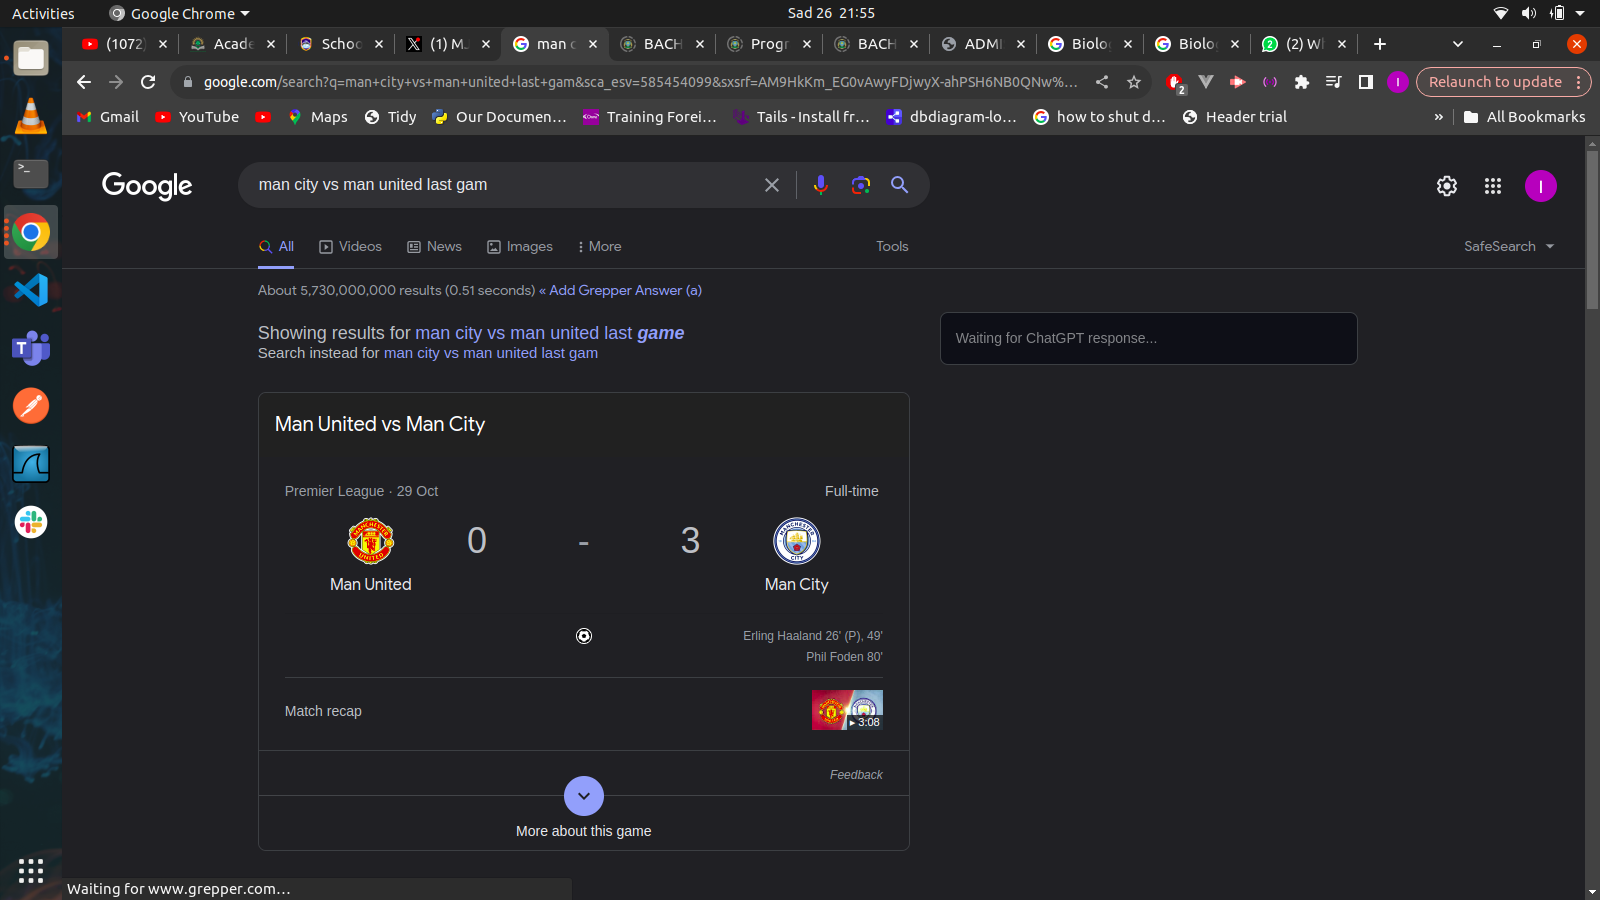 Activities
Google Chrome
Sad 26 21:55
(1072)
Acade
Schoo
(1) M
man c
BACH
Progr
BACH
ADMI
Biolo
Biolo
(2) Wh
google.com/search?q=man+city+vs+man+united+last+gam&sca_esv=585454099&sxsrf=AM9HkKm_EG0vAwyFDjwyX-ahPSH6NB0QNw%...
2
I
Relaunch to update
Gmail
YouTube
Maps
Tidy
Our Documen...
Training Forei...
Tails - Install fr...
dbdiagram-lo...
how to shut d...
Header trial
»
All Bookmarks
Google
man city vs man united last gam
I
All
Videos
News
Images
More
Tools
SafeSearch
About 5,730,000,000 results (0.51 seconds) « Add Grepper Answer (a)
Showing results for man city vs man united last game
Search instead for man city vs man united last gam
Waiting for ChatGPT response...
Man United vs Man City
Premier League · 29 Oct
Full-time
0 - 3
Man United
Man City
Erling Haaland 26' (P), 49'
Phil Foden 80'
Match recap
3:08
Feedback
More about this game
Waiting for www.grepper.com...